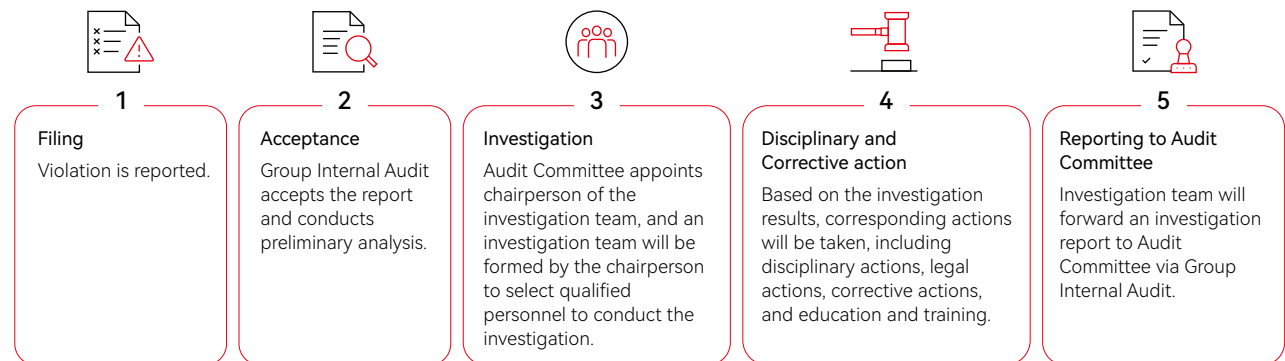 1
Filing
Violation is reported.
2
Acceptance
Group Internal Audit
accepts the report
and conducts
preliminary analysis.
3
Investigation
Audit Committee appoints
chairperson of the
investigation team, and an
investigation team will be
formed by the chairperson
to select qualified
personnel to conduct the
investigation.
4
Disciplinary and
Corrective action
Based on the investigation
results, corresponding actions
will be taken, including
disciplinary actions, legal
actions, corrective actions,
and education and training.
5
Reporting to Audit
Committee
Investigation team will
forward an investigation
report to Audit
Committee via Group
Internal Audit.